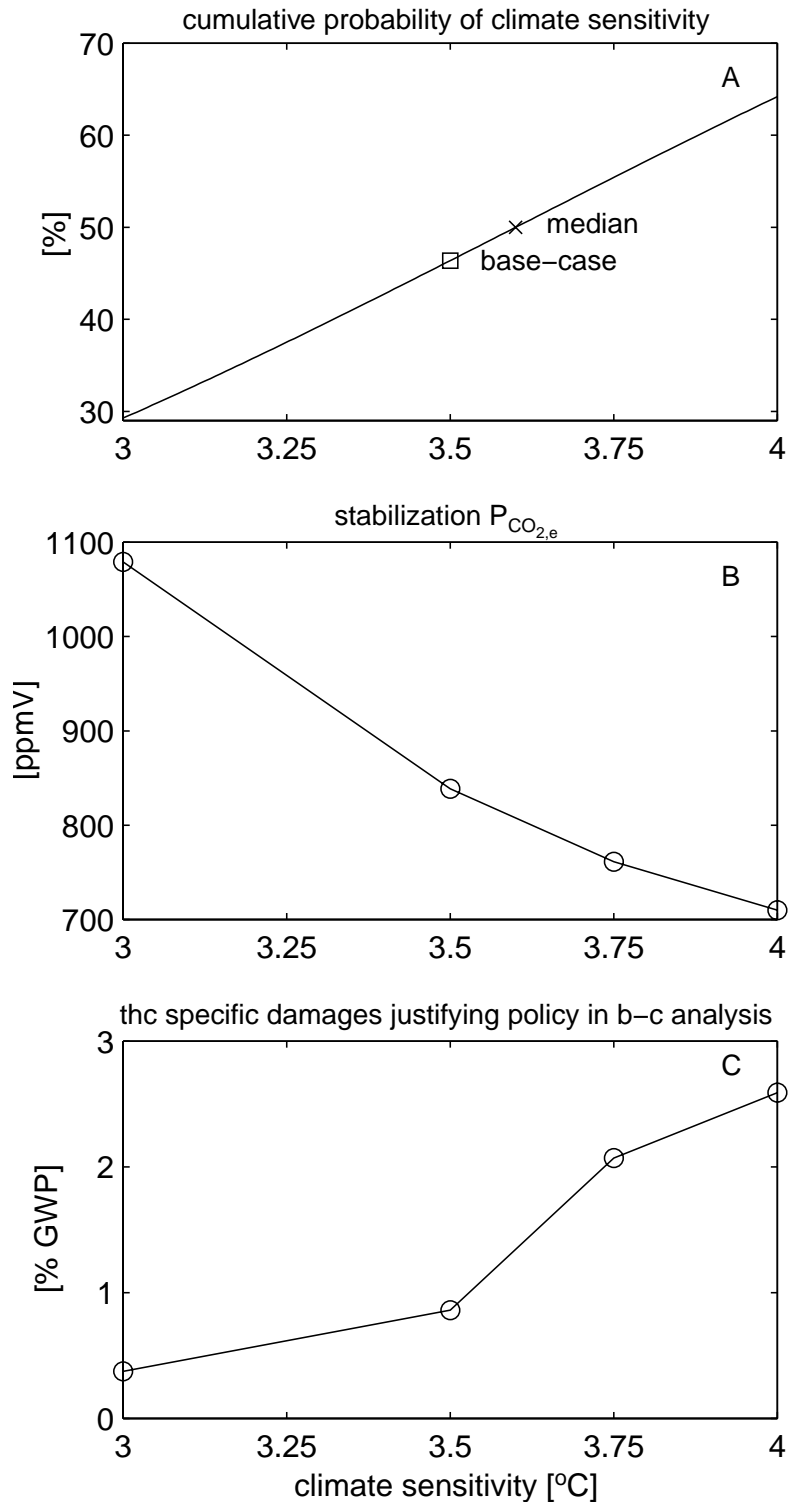 cumulative probability of climate sensitivity
A
70
60
50
40
30
[%]
median
base−case
3 3.25 3.5 3.75 4
stabilization P_CO_2,e
B
1100
1000
900
800
700
[ppmV]
3 3.25 3.5 3.75 4
thc specific damages justifying policy in b−c analysis
C
3
2
1
0
[% GWP]
3 3.25 3.5 3.75 4
climate sensitivity [ºC]